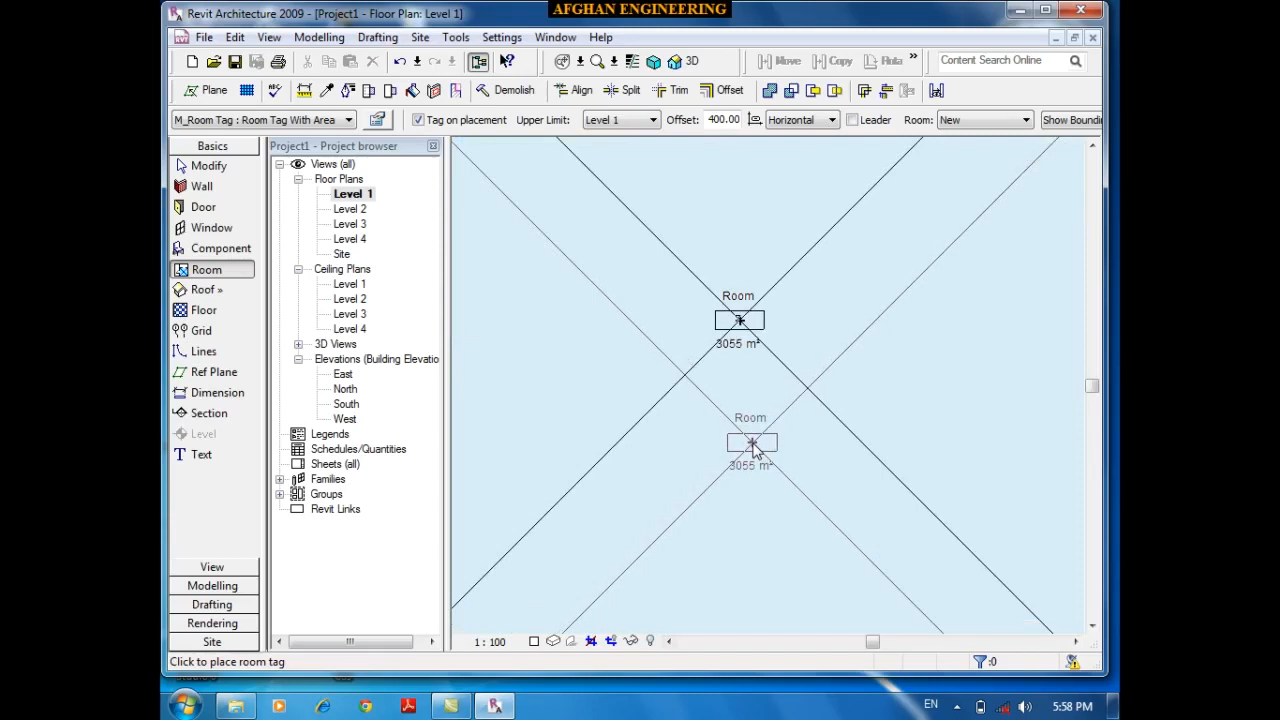 AFGHAN ENGINEERING
Revit Architecture 2009 - [Project1 - Floor Plan: Level 1]
File Edit View Modelling Drafting Site Tools Settings Window Help
3D Move Copy Rota » Content Search Online
Plane Demolish Align Split Trim Offset
M_Room Tag : Room Tag With Area Tag on placement Upper Limit: Level 1 Offset: 400.00 Horizontal Leader Room: New Show Boundi
Basics
Modify
Wall
Door
Window
Component
Room
Roof »
Floor
Grid
Lines
Ref Plane
Dimension
Section
Level
Text
View
Modelling
Drafting
Rendering
Site
Project1 - Project browser
Views (all)
Floor Plans
Level 1
Level 2
Level 3
Level 4
Site
Ceiling Plans
Level 1
Level 2
Level 3
Level 4
3D Views
Elevations (Building Elevatio
East
North
South
West
Legends
Schedules/Quantities
Sheets (all)
Families
Groups
Revit Links
Room
3055 m²
Room
3055 m²
1 : 100
Click to place room tag
:0
EN
5:58 PM